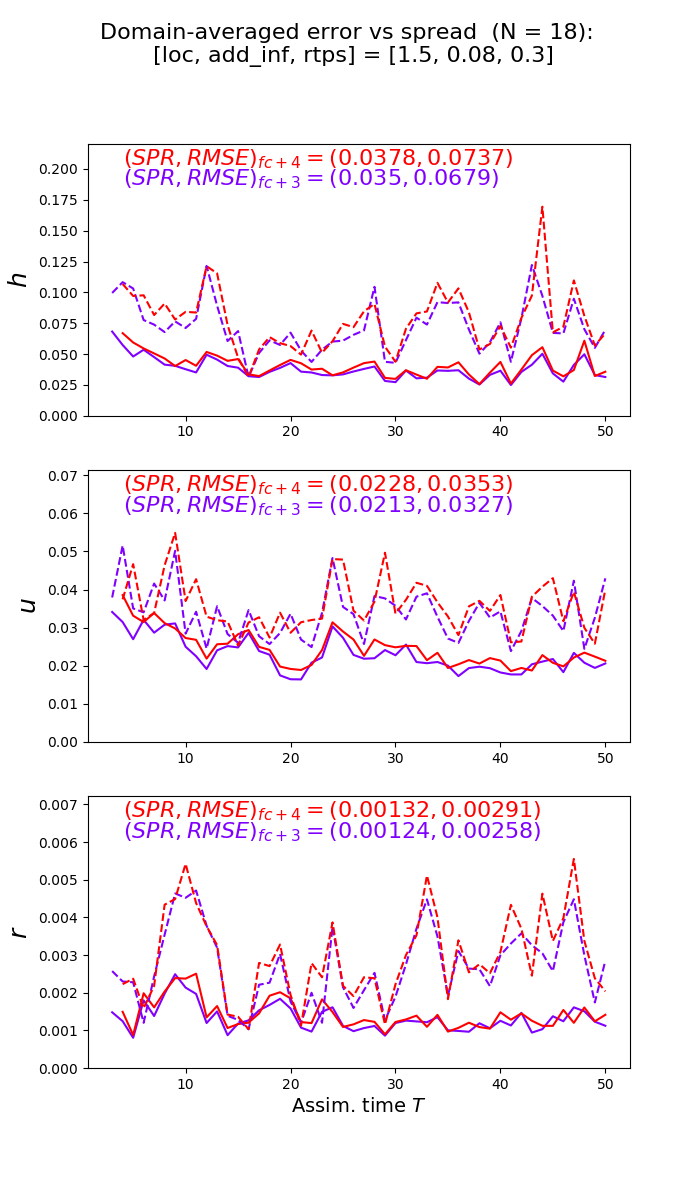 Domain-averaged error vs spread (N = 18):
[loc, add_inf, rtps] = [1.5, 0.08, 0.3]
(SPR, RMSE)fc+4 = (0.0378, 0.0737)
(SPR, RMSE)fc+3 = (0.035, 0.0679)
0.200
0.175
0.150
0.125
0.100
0.075
0.050
0.025
0.000
h
10 20 30 40 50
(SPR, RMSE)fc+4 = (0.0228, 0.0353)
(SPR, RMSE)fc+3 = (0.0213, 0.0327)
0.07
0.06
0.05
0.04
0.03
0.02
0.01
0.00
u
10 20 30 40 50
(SPR, RMSE)fc+4 = (0.00132, 0.00291)
(SPR, RMSE)fc+3 = (0.00124, 0.00258)
0.007
0.006
0.005
0.004
0.003
0.002
0.001
0.000
r
10 20 30 40 50
Assim. time T